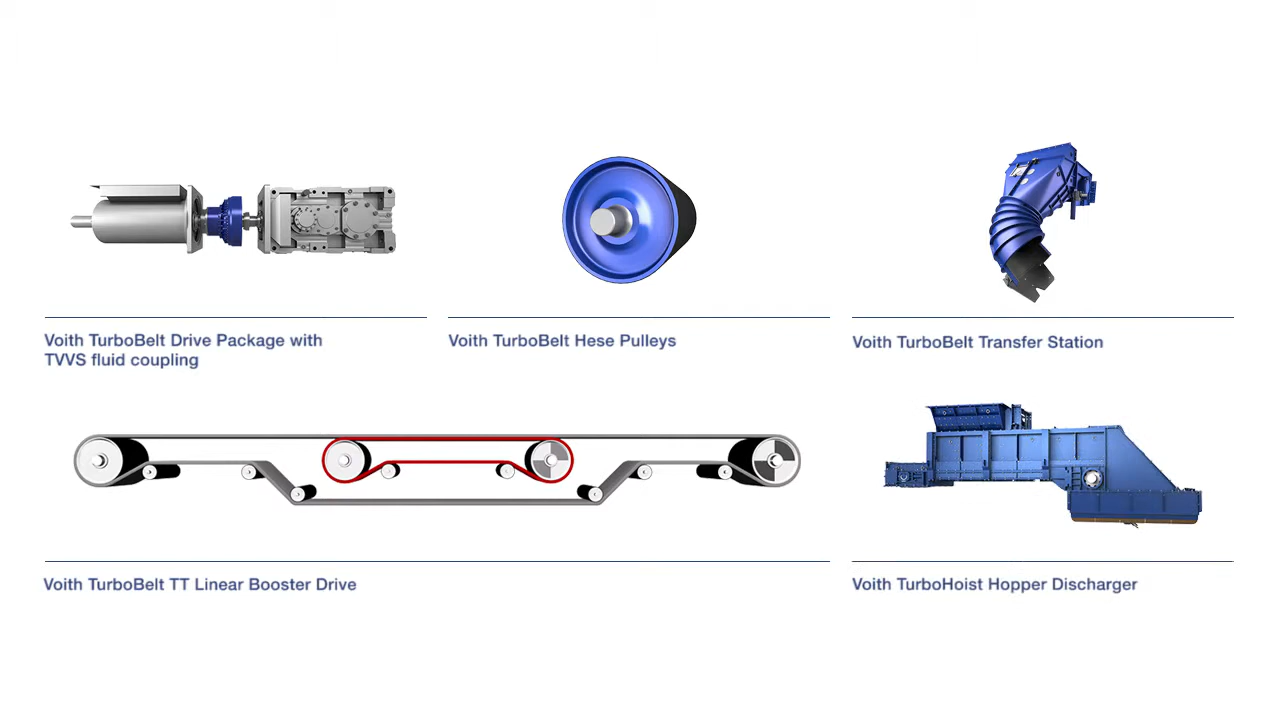 Voith TurboBelt Drive Package with
TVVS fluid coupling
Voith TurboBelt Hese Pulleys
Voith TurboBelt Transfer Station
Voith TurboBelt TT Linear Booster Drive
Voith TurboHoist Hopper Discharger